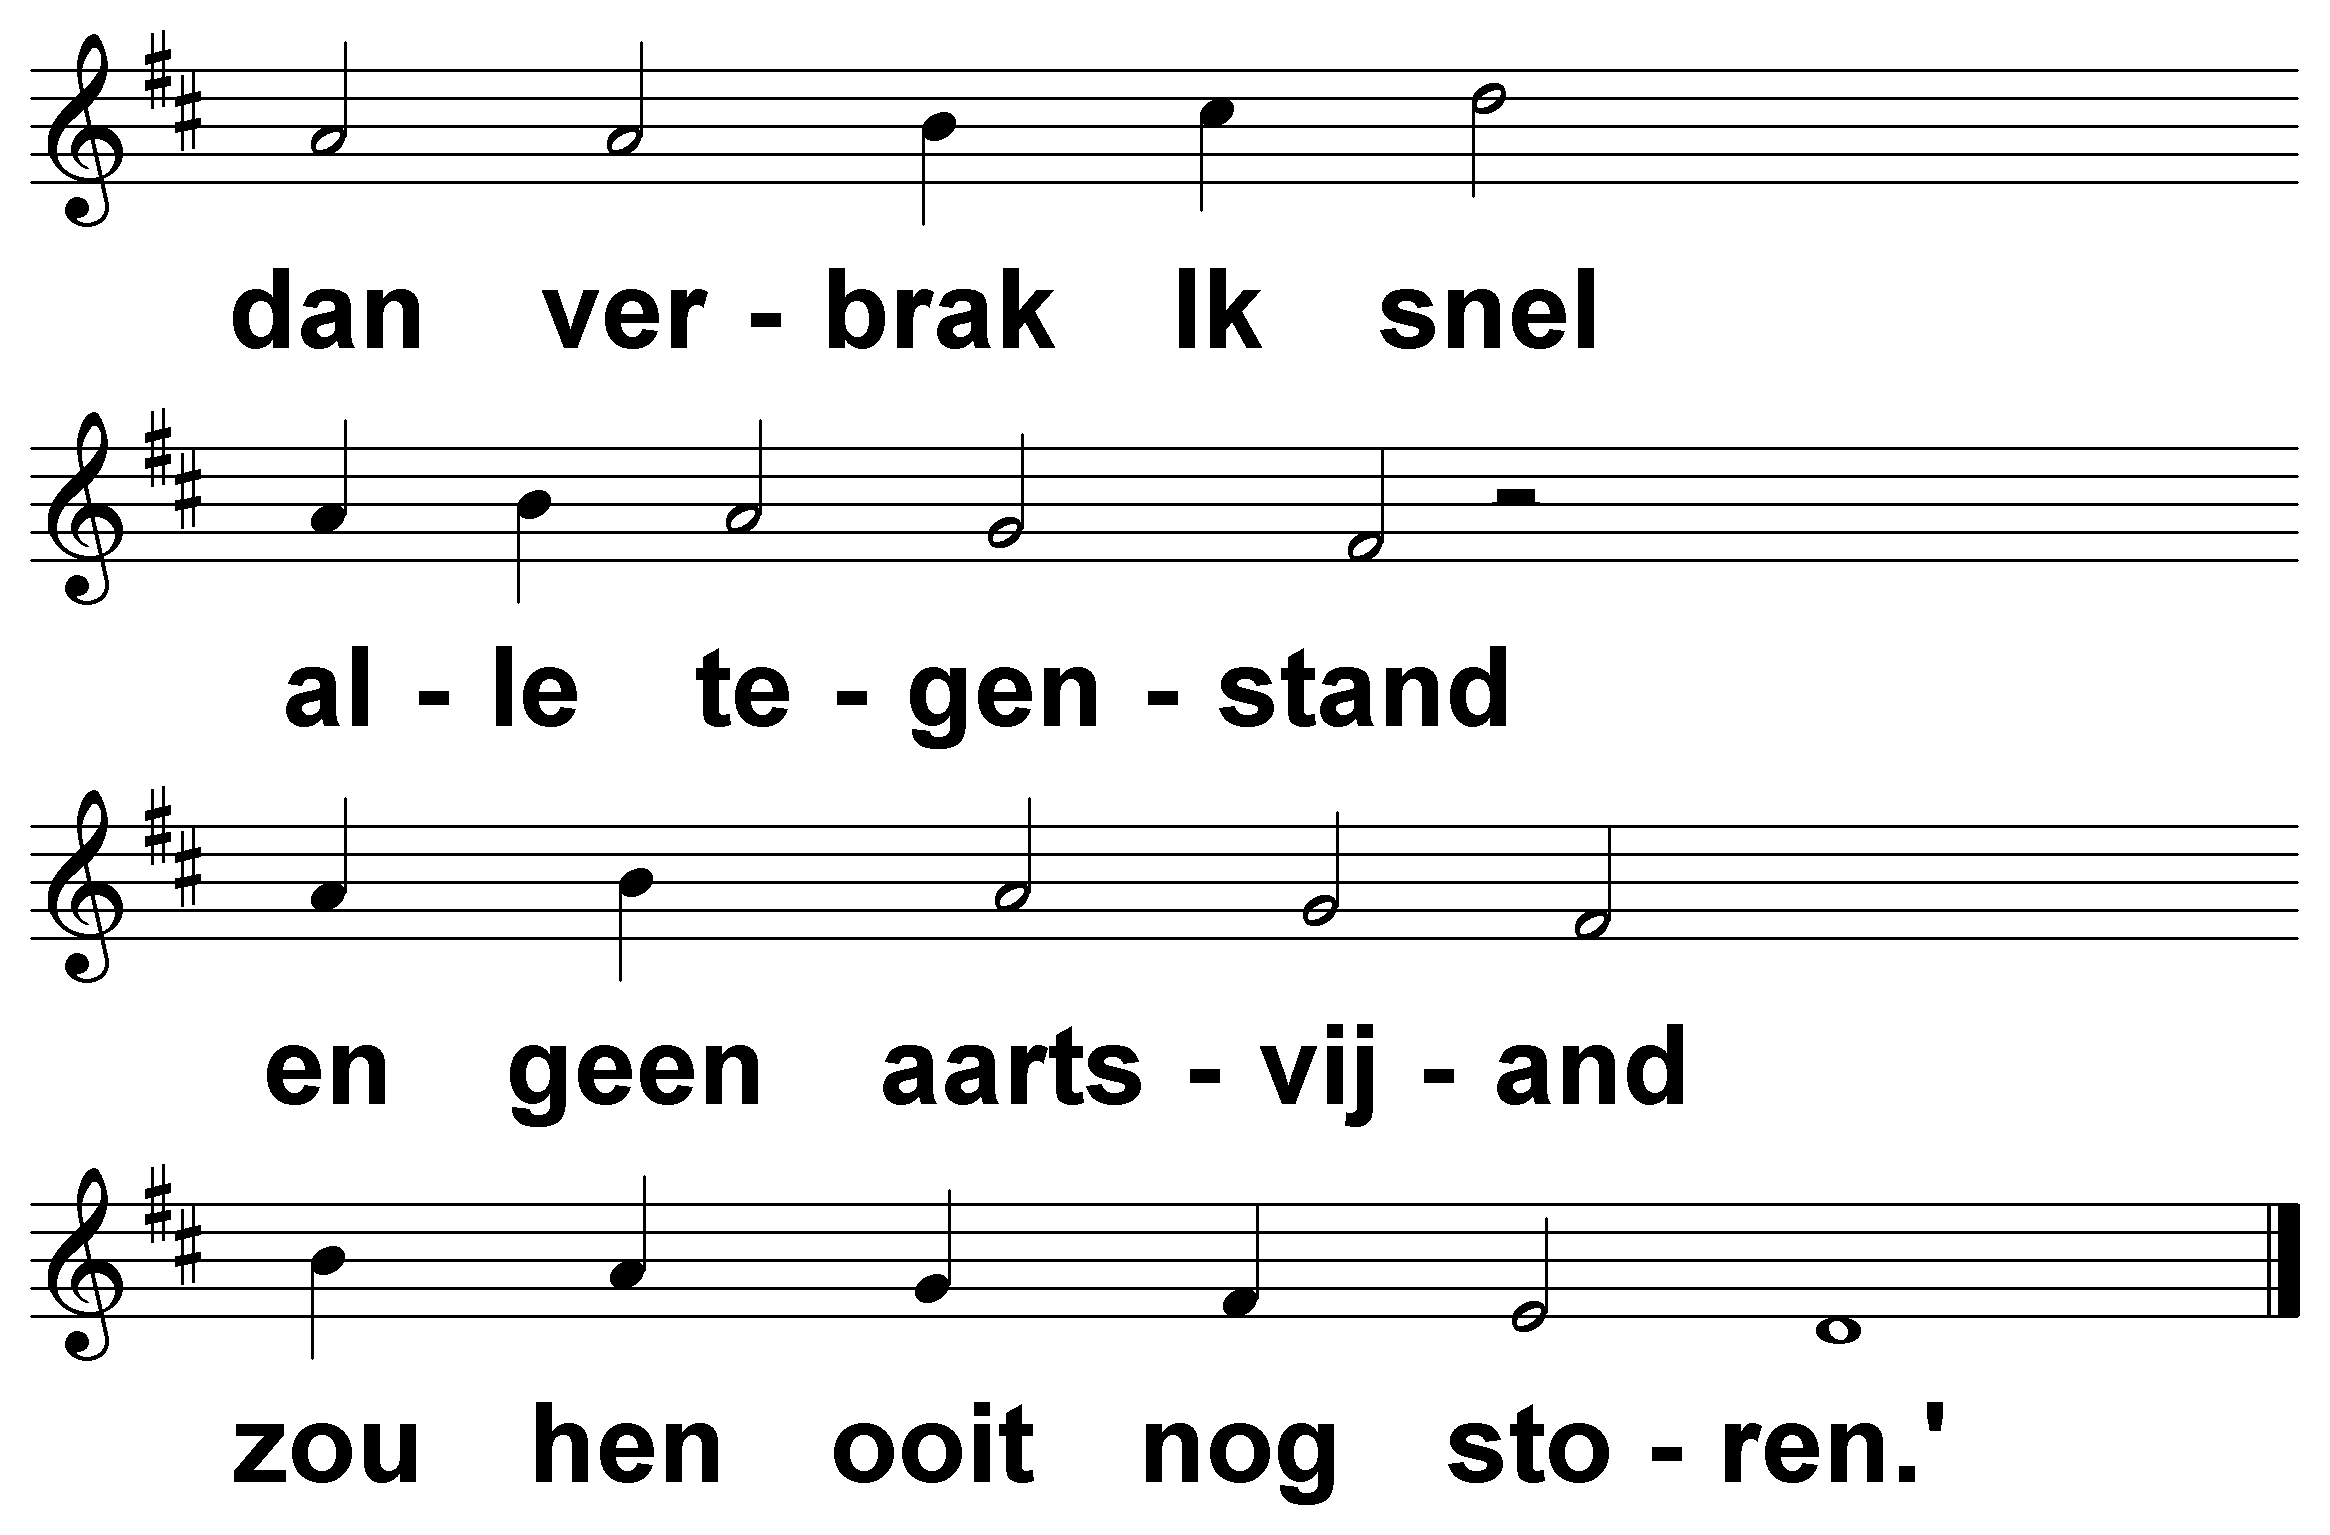 dan ver - brak Ik snel
al - le te - gen - stand
en geen aarts - vij - and
zou hen ooit nog sto - ren.'